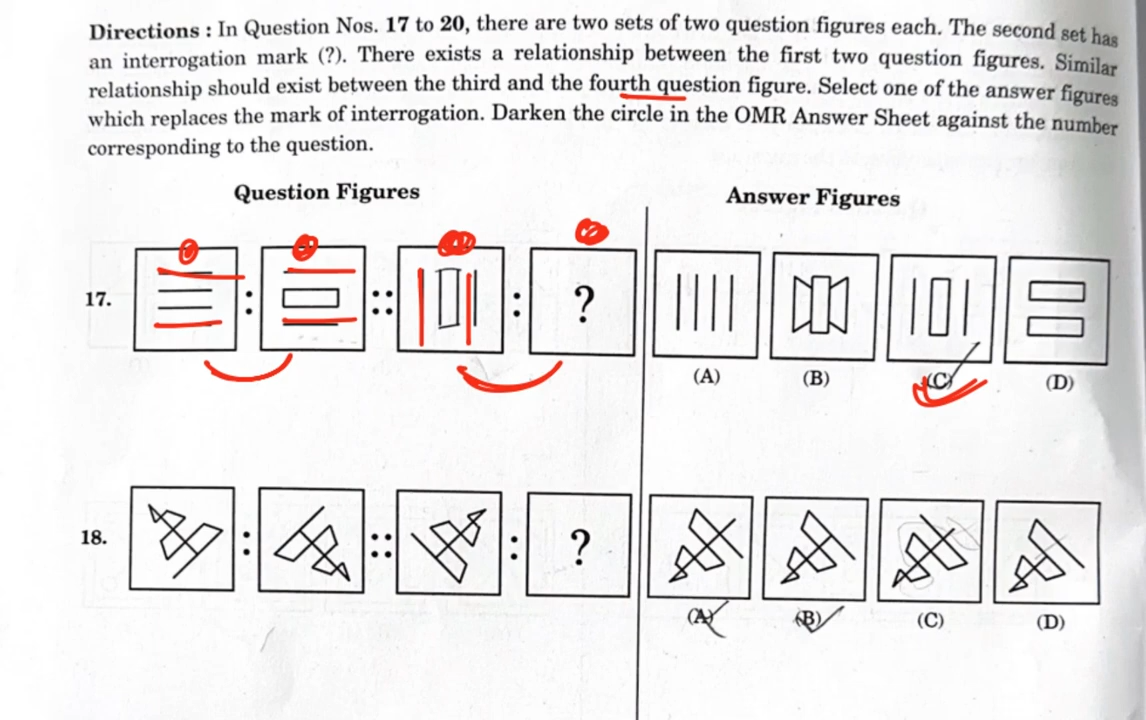 Directions : In Question Nos. 17 to 20, there are two sets of two question figures each. The second set has
an interrogation mark (?). There exists a relationship between the first two question figures. Similar
relationship should exist between the third and the fourth question figure. Select one of the answer figures
which replaces the mark of interrogation. Darken the circle in the OMR Answer Sheet against the number
corresponding to the question.
Question Figures
Answer Figures
17. : :: : ?
(A) (B) (C) (D)
18. : :: : ?
(A) (B) (C) (D)